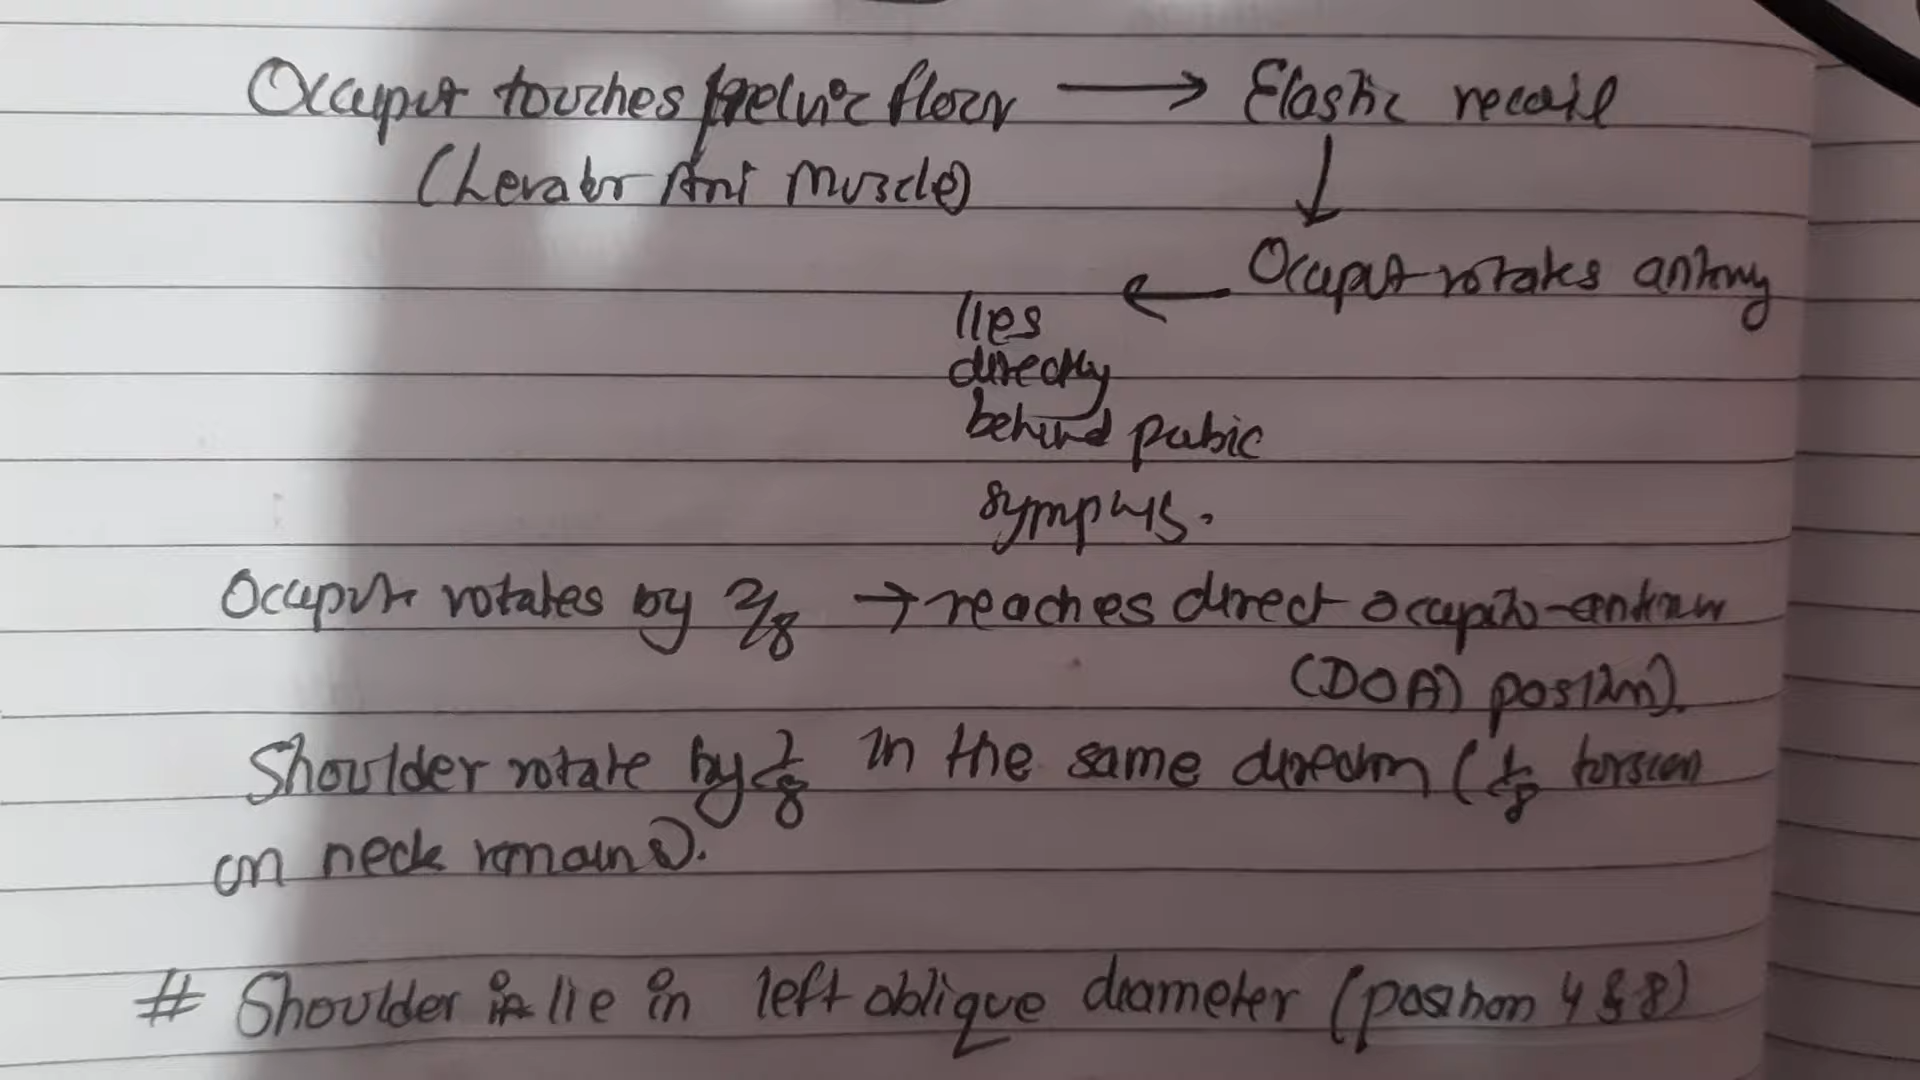 Occiput touches pelvic floor → Elastic recoil
(Levator Ani Muscle) ↓
← Occiput rotates antrly
lies
directly
behind pubic
symphys.
Occiput rotates by 2/8 → reaches direct occipito-anterior
(DOA) position).
Shoulder rotate by 1/8 in the same direction (1/8 torsion
on neck remains).
# Shoulder lie in left oblique diameter (position 4 & 8)